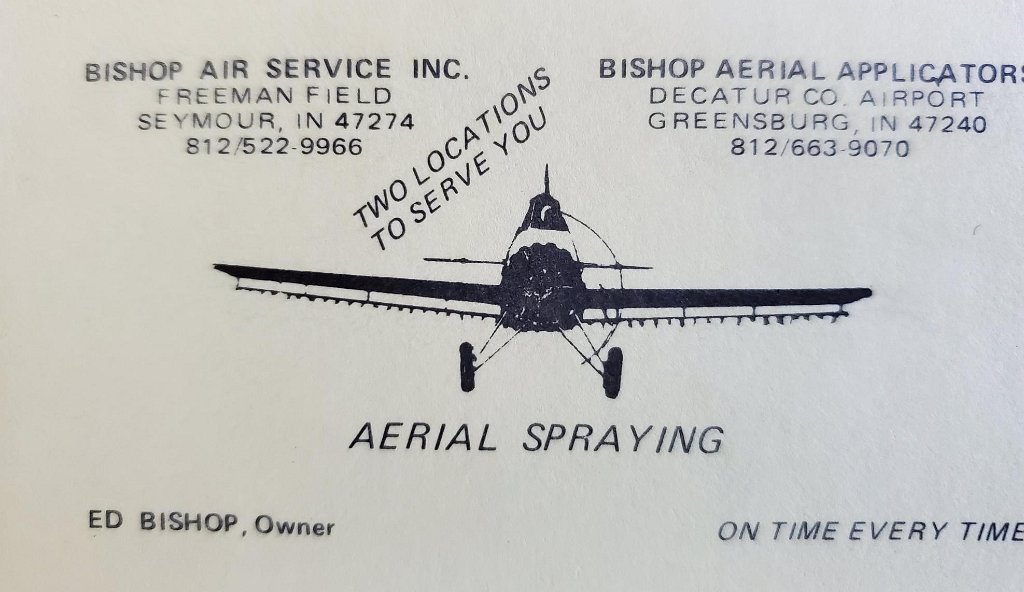 BISHOP AIR SERVICE INC.
FREEMAN FIELD
SEYMOUR, IN 47274
812/522-9966
BISHOP AERIAL APPLICATORS
DECATUR CO. AIRPORT
GREENSBURG, IN 47240
812/663-9070
TWO LOCATIONS
TO SERVE YOU
AERIAL SPRAYING
ED BISHOP, Owner
ON TIME EVERY TIME